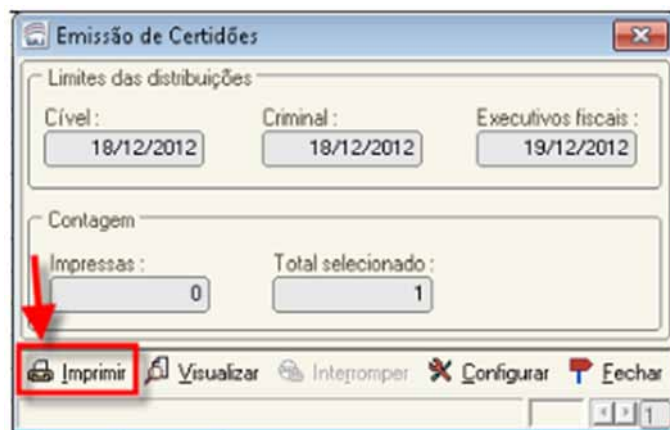 Emissão de Certidões
Limites das distribuições
Cível : Criminal : Executivos fiscais :
18/12/2012 18/12/2012 19/12/2012
Contagem
Impressas : Total selecionado :
0 1
Imprimir Visualizar Interromper Configurar Fechar
1